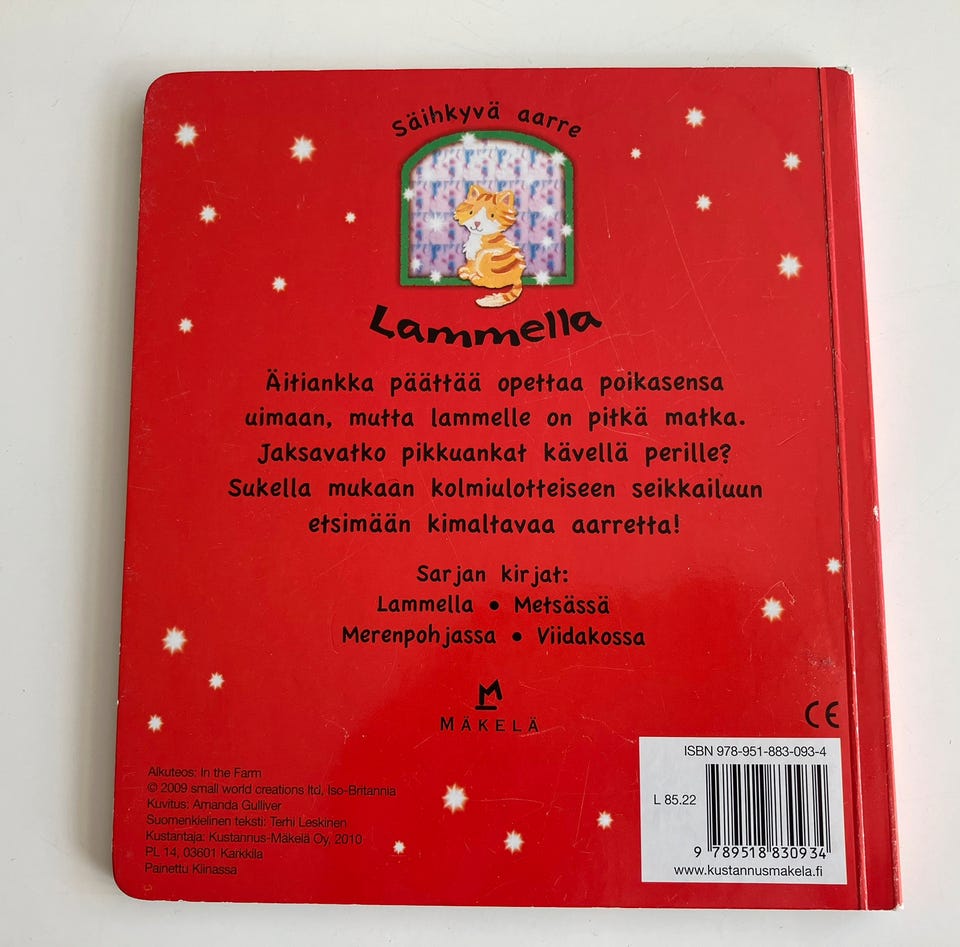 Säihkyvä aarre
Lammella
Äitiankka päättää opettaa poikasensa
uimaan, mutta lammelle on pitkä matka.
Jaksavatko pikkuankat kävellä perille?
Sukella mukaan kolmiulotteiseen seikkailuun
etsimään kimaltavaa aarretta!
Sarjan kirjat:
Lammella • Metsässä
Merenpohjassa • Viidakossa
MÄKELÄ
CE
Alkuteos: In the Farm
© 2009 small world creations ltd, Iso-Britannia
Kuvitus: Amanda Gulliver
Suomenkielinen teksti: Terhi Leskinen
Kustantaja: Kustannus-Mäkelä Oy, 2010
PL 14, 03601 Karkkila
Painettu Kiinassa
ISBN 978-951-883-093-4
L 85.22
9 789518 830934
www.kustannusmakela.fi